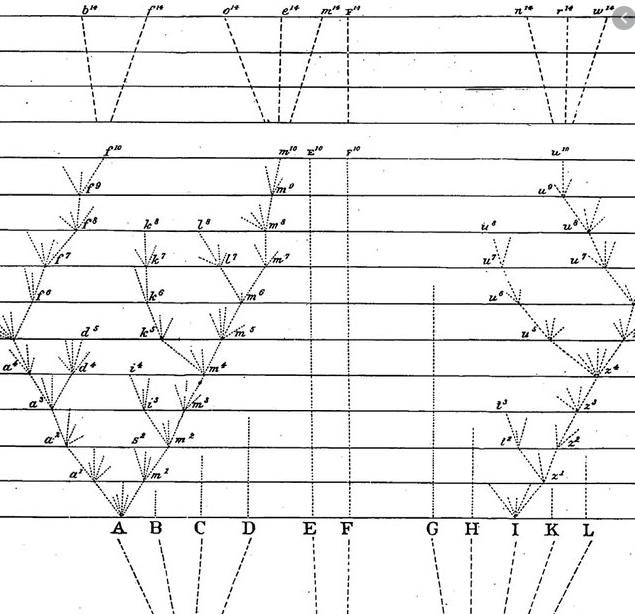 b¹⁴ f¹⁴ o¹⁴ e¹⁴ m¹⁴ F¹⁴ n¹⁴ r¹⁴ w¹⁴
f¹⁰ m¹⁰ E¹⁰ F¹⁰ u¹⁰
f⁹ m⁹ u⁹
f⁸ k⁸ l⁸ m⁸ u⁸ u⁸
f⁷ k⁷ l⁷ m⁷ u⁷ u⁷
f⁶ k⁶ m⁶ u⁶
d⁵ k⁵ m⁵ u⁵
a⁴ d⁴ i⁴ m⁴ z⁴
a³ i³ m³ l³ z³
a² s² m² l² z²
a¹ m¹ z¹
A B C D E F G H I K L